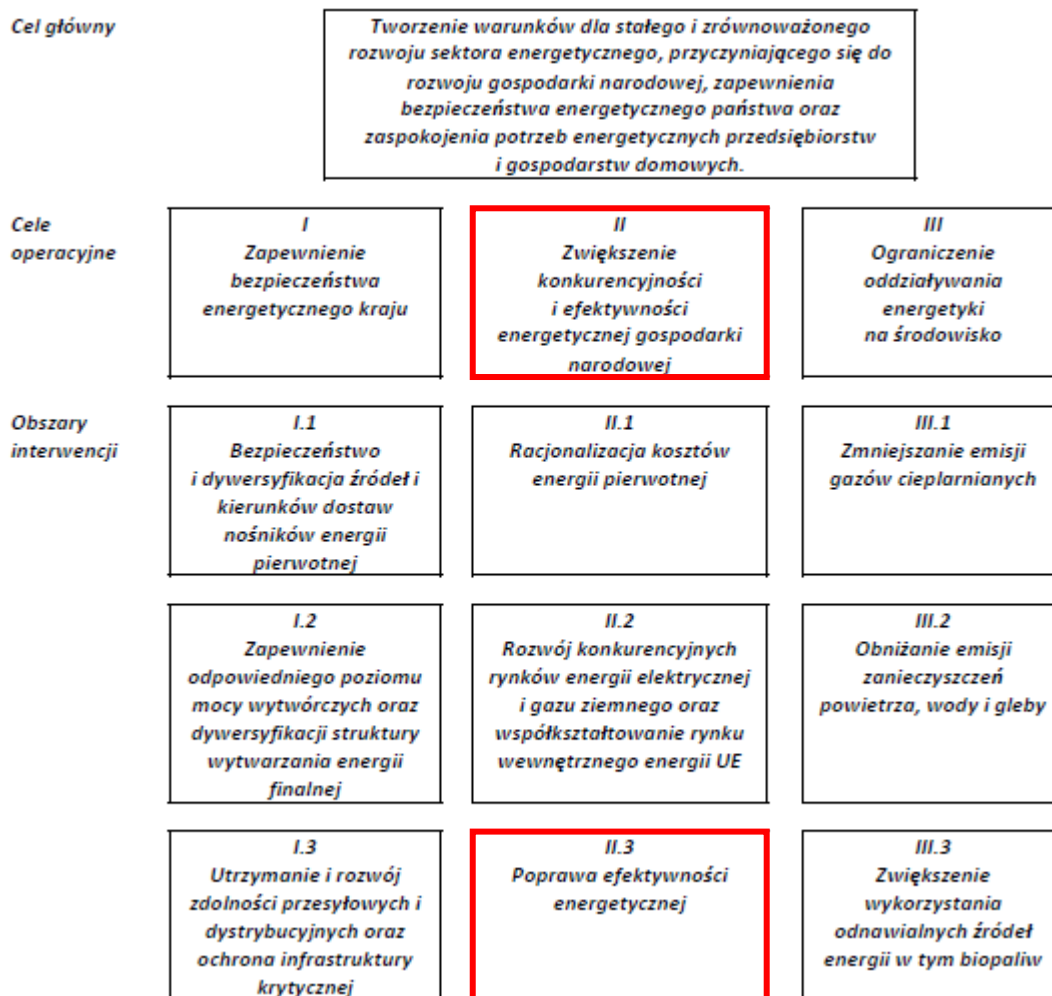 Cel główny
Tworzenie warunków dla stałego i zrównoważonego
rozwoju sektora energetycznego, przyczyniającego się do
rozwoju gospodarki narodowej, zapewnienia
bezpieczeństwa energetycznego państwa oraz
zaspokojenia potrzeb energetycznych przedsiębiorstw
i gospodarstw domowych.
Cele
operacyjne
I
Zapewnienie
bezpieczeństwa
energetycznego kraju
II
Zwiększenie
konkurencyjności
i efektywności
energetycznej gospodarki
narodowej
III
Ograniczenie
oddziaływania
energetyki
na środowisko
Obszary
interwencji
I.1
Bezpieczeństwo
i dywersyfikacja źródeł i
kierunków dostaw
nośników energii
pierwotnej
II.1
Racjonalizacja kosztów
energii pierwotnej
III.1
Zmniejszanie emisji
gazów cieplarnianych
I.2
Zapewnienie
odpowiedniego poziomu
mocy wytwórczych oraz
dywersyfikacji struktury
wytwarzania energii
finalnej
II.2
Rozwój konkurencyjnych
rynków energii elektrycznej
i gazu ziemnego oraz
współkształtowanie rynku
wewnętrznego energii UE
III.2
Obniżanie emisji
zanieczyszczeń
powietrza, wody i gleby
I.3
Utrzymanie i rozwój
zdolności przesyłowych i
dystrybucyjnych oraz
ochrona infrastruktury
krytycznej
II.3
Poprawa efektywności
energetycznej
III.3
Zwiększenie
wykorzystania
odnawialnych źródeł
energii w tym biopaliw